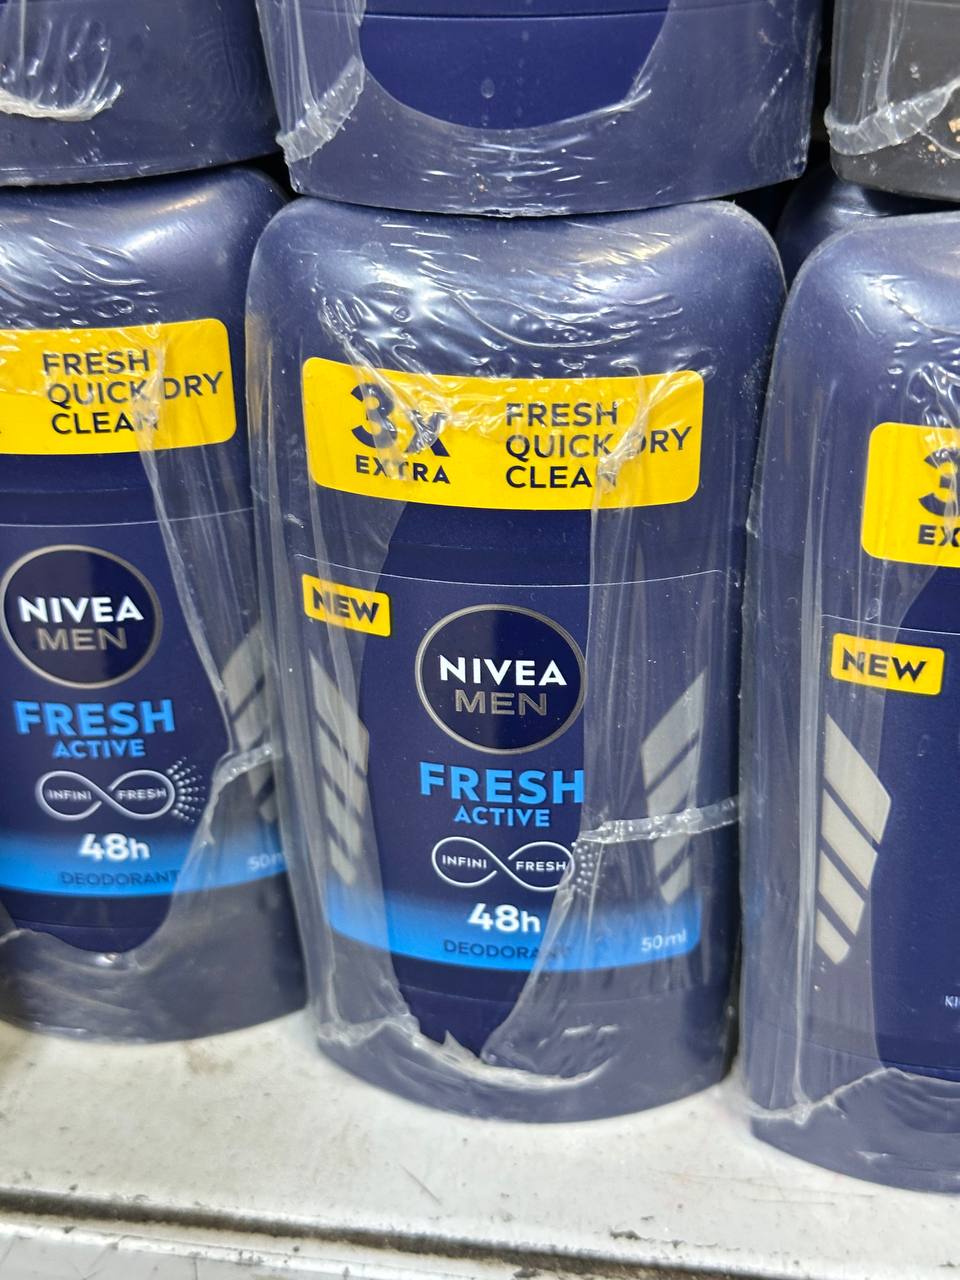 FRESH
QUICK DRY
CLEAN
NIVEA
MEN
FRESH
ACTIVE
INFINI FRESH
48h
DEODORANT
3X
EXTRA
FRESH
QUICK DRY
CLEAN
NEW
NIVEA
MEN
FRESH
ACTIVE
INFINI FRESH
48h
DEODORANT
50ml
NEW